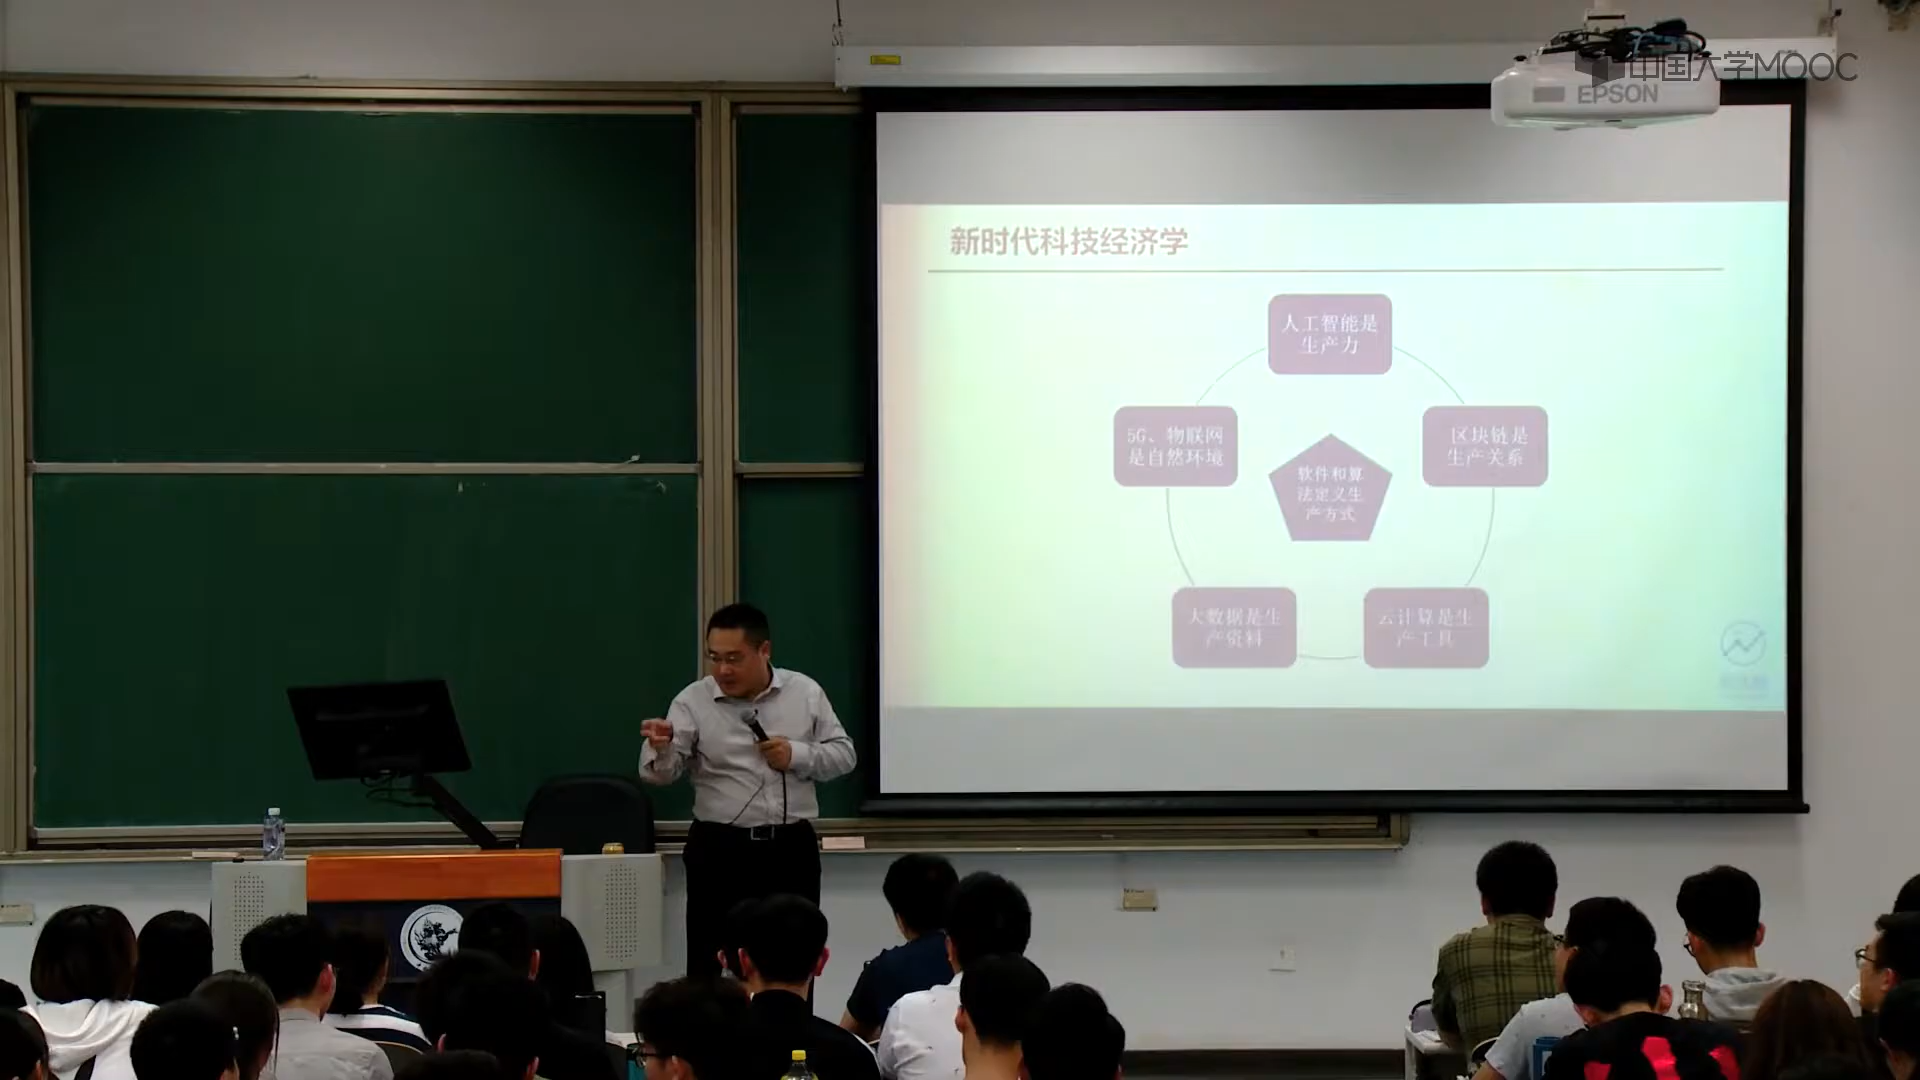 中国大学MOOC
EPSON
新时代科技经济学
人工智能是
生产力
5G、物联网
是自然环境
区块链是
生产关系
软件和算
法定义生
产方式
大数据是生
产资料
云计算是生
产工具